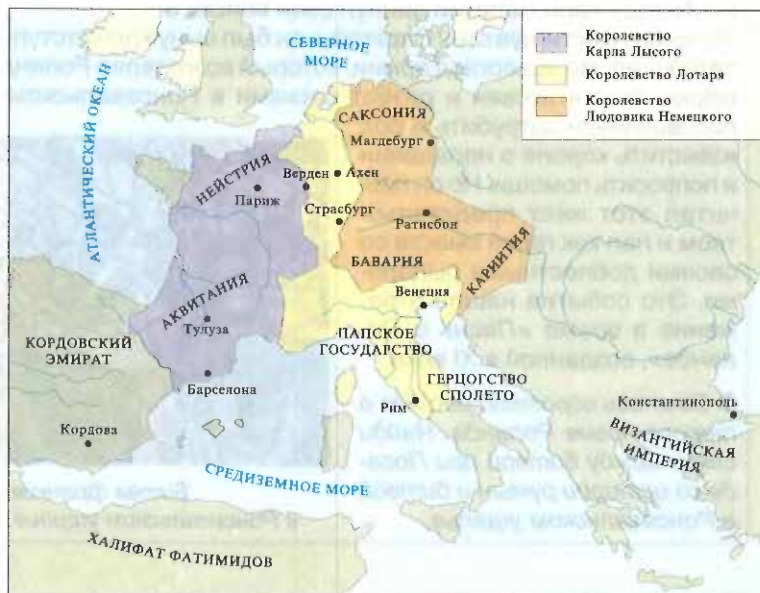 СЕВЕРНОЕ
МОРЕ
АТЛАНТИЧЕСКИЙ ОКЕАН
Королевство
Карла Лысого
Королевство Лотаря
Королевство
Людовика Немецкого
САКСОНИЯ
Магдебург
НЕЙСТРИЯ
Верден
Ахен
Париж
Страсбург
Ратисбон
БАВАРИЯ
КАРИНТИЯ
Венеция
АКВИТАНИЯ
Тулуза
ПАПСКОЕ
ГОСУДАРСТВО
КОРДОВСКИЙ
ЭМИРАТ
Барселона
ГЕРЦОГСТВО
СПОЛЕТО
Рим
Константинополь
Кордова
ВИЗАНТИЙСКАЯ
ИМПЕРИЯ
СРЕДИЗЕМНОЕ МОРЕ
ХАЛИФАТ ФАТИМИДОВ